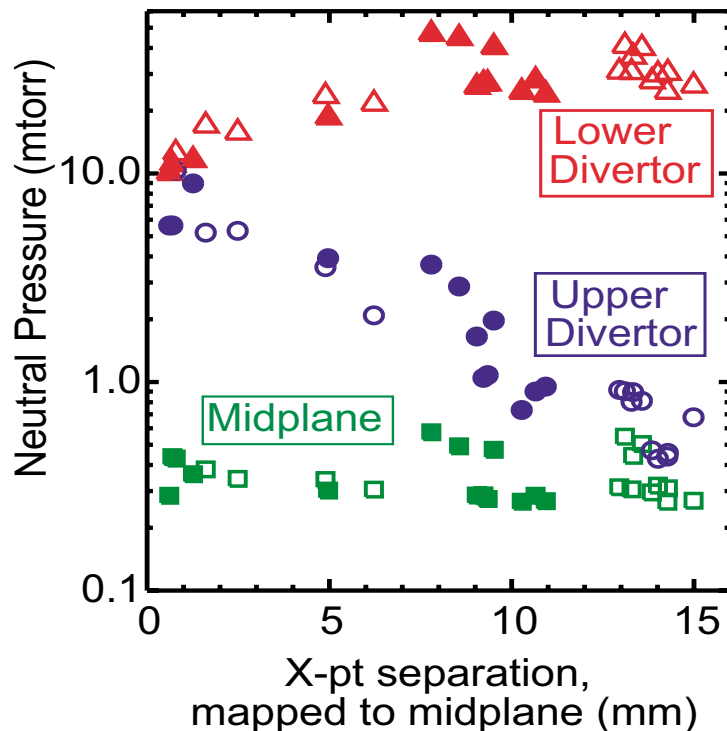 Neutral Pressure (mtorr)
10.0
1.0
0.1
Lower
Divertor
Upper
Divertor
Midplane
0
5
10
15
X-pt separation,
mapped to midplane (mm)